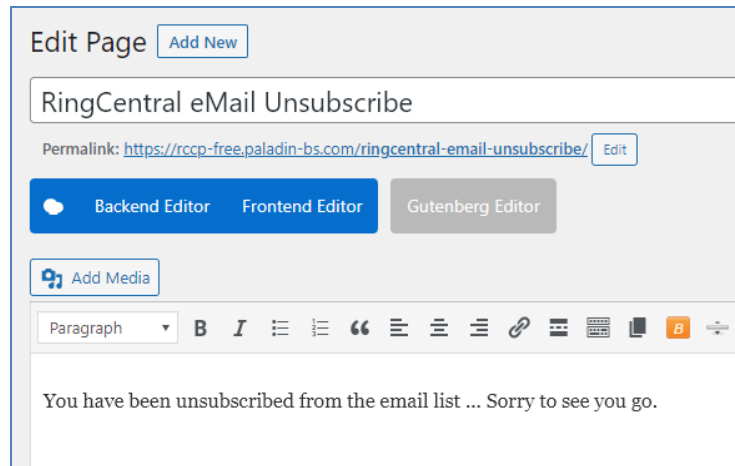 Edit Page Add New
RingCentral eMail Unsubscribe
Permalink: https://rccp-free.paladin-bs.com/ringcentral-email-unsubscribe/ Edit
Backend Editor Frontend Editor Gutenberg Editor
Add Media
Paragraph B I B
You have been unsubscribed from the email list ... Sorry to see you go.